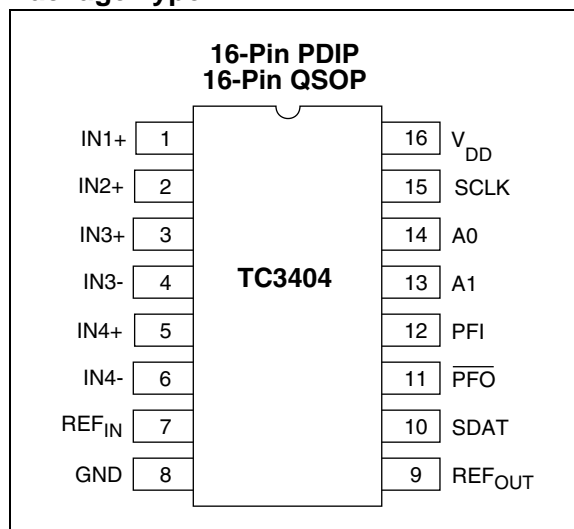 16-Pin PDIP
16-Pin QSOP
IN1+ 1 16 VDD
IN2+ 2 15 SCLK
IN3+ 3 14 A0
IN3- 4 TC3404 13 A1
IN4+ 5 12 PFI
IN4- 6 11 P̅F̅O̅
REFIN 7 10 SDAT
GND 8 9 REFOUT